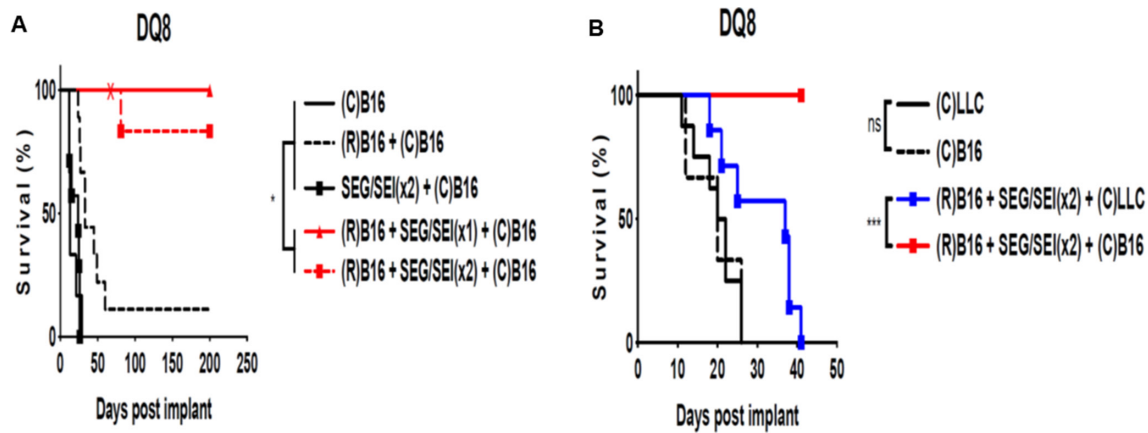 A
DQ8
Survival (%)
100
50
0
0 50 100 150 200 250
Days post implant
*
(C)B16
(R)B16 + (C)B16
SEG/SEI(x2) + (C)B16
(R)B16 + SEG/SEI(x1) + (C)B16
(R)B16 + SEG/SEI(x2) + (C)B16
B
DQ8
Survival (%)
100
50
0
0 10 20 30 40 50
Days post implant
ns
(C)LLC
(C)B16
***
(R)B16 + SEG/SEI(x2) + (C)LLC
(R)B16 + SEG/SEI(x2) + (C)B16